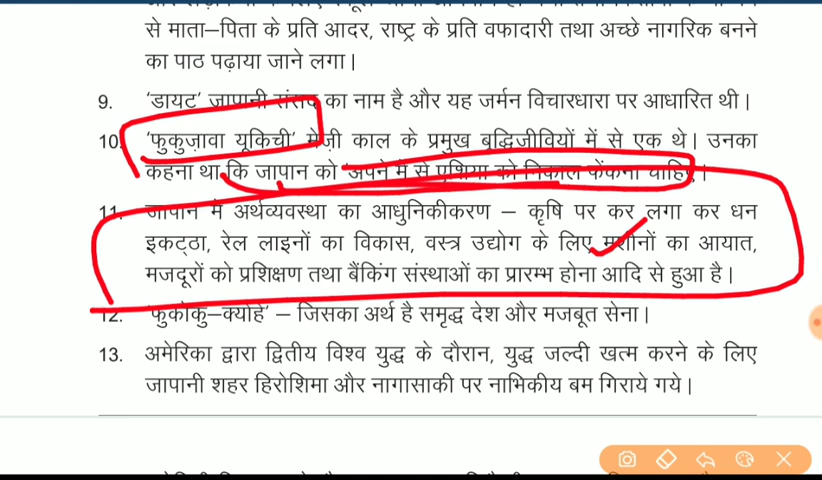 से माता–पिता के प्रति आदर, राष्ट्र के प्रति वफादारी तथा अच्छे नागरिक बनने
का पाठ पढ़ाया जाने लगा।
9. 'डायट' जापानी संसद का नाम है और यह जर्मन विचारधारा पर आधारित थी।
10. 'फुकुज़ावा यूकिची' मेजी काल के प्रमुख बुद्धिजीवियों में से एक थे। उनका
कहना था कि जापान को 'अपने में से एशिया को निकाल फेंकना चाहिए।
11. जापान में अर्थव्यवस्था का आधुनिकीकरण – कृषि पर कर लगा कर धन
इकट्ठा, रेल लाइनों का विकास, वस्त्र उद्योग के लिए मशीनों का आयात,
मजदूरों को प्रशिक्षण तथा बैंकिंग संस्थाओं का प्रारम्भ होना आदि से हुआ है।
12. 'फुकोकु–क्योहे' – जिसका अर्थ है समृद्ध देश और मजबूत सेना।
13. अमेरिका द्वारा द्वितीय विश्व युद्ध के दौरान, युद्ध जल्दी खत्म करने के लिए
जापानी शहर हिरोशिमा और नागासाकी पर नाभिकीय बम गिराये गये।